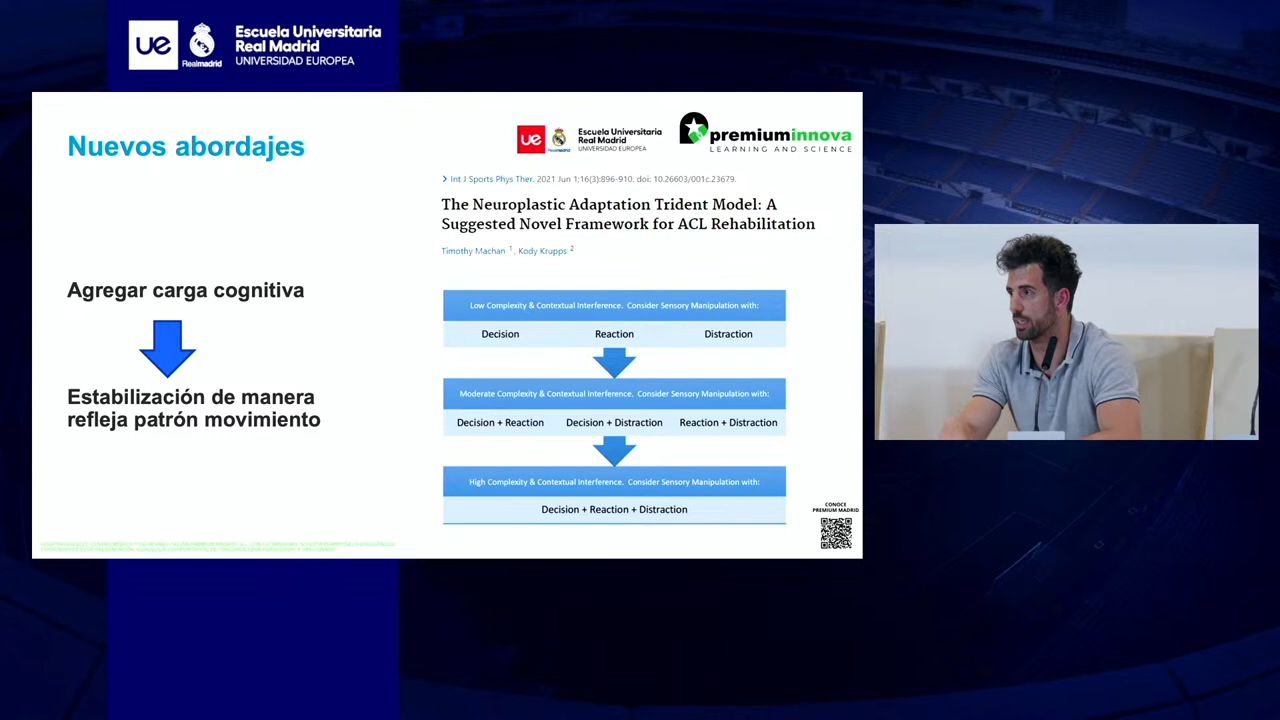 ue
Realmadrid
Escuela Universitaria
Real Madrid
UNIVERSIDAD EUROPEA
Nuevos abordajes
ue
Realmadrid
Escuela Universitaria
Real Madrid
UNIVERSIDAD EUROPEA
premiuminnova
LEARNING AND SCIENCE
Int J Sports Phys Ther. 2021 Jun 1;16(3):896-910. doi: 10.26603/001c.23679.
The Neuroplastic Adaptation Trident Model: A
Suggested Novel Framework for ACL Rehabilitation
Timothy Machan 1, Kody Krupps 2
Agregar carga cognitiva
Estabilización de manera
refleja patrón movimiento
Low Complexity & Contextual Interference. Consider Sensory Manipulation with:
Decision Reaction Distraction
Moderate Complexity & Contextual Interference. Consider Sensory Manipulation with:
Decision + Reaction Decision + Distraction Reaction + Distraction
High Complexity & Contextual Interference. Consider Sensory Manipulation with:
Decision + Reaction + Distraction
CONOCE
PREMIUM MADRID